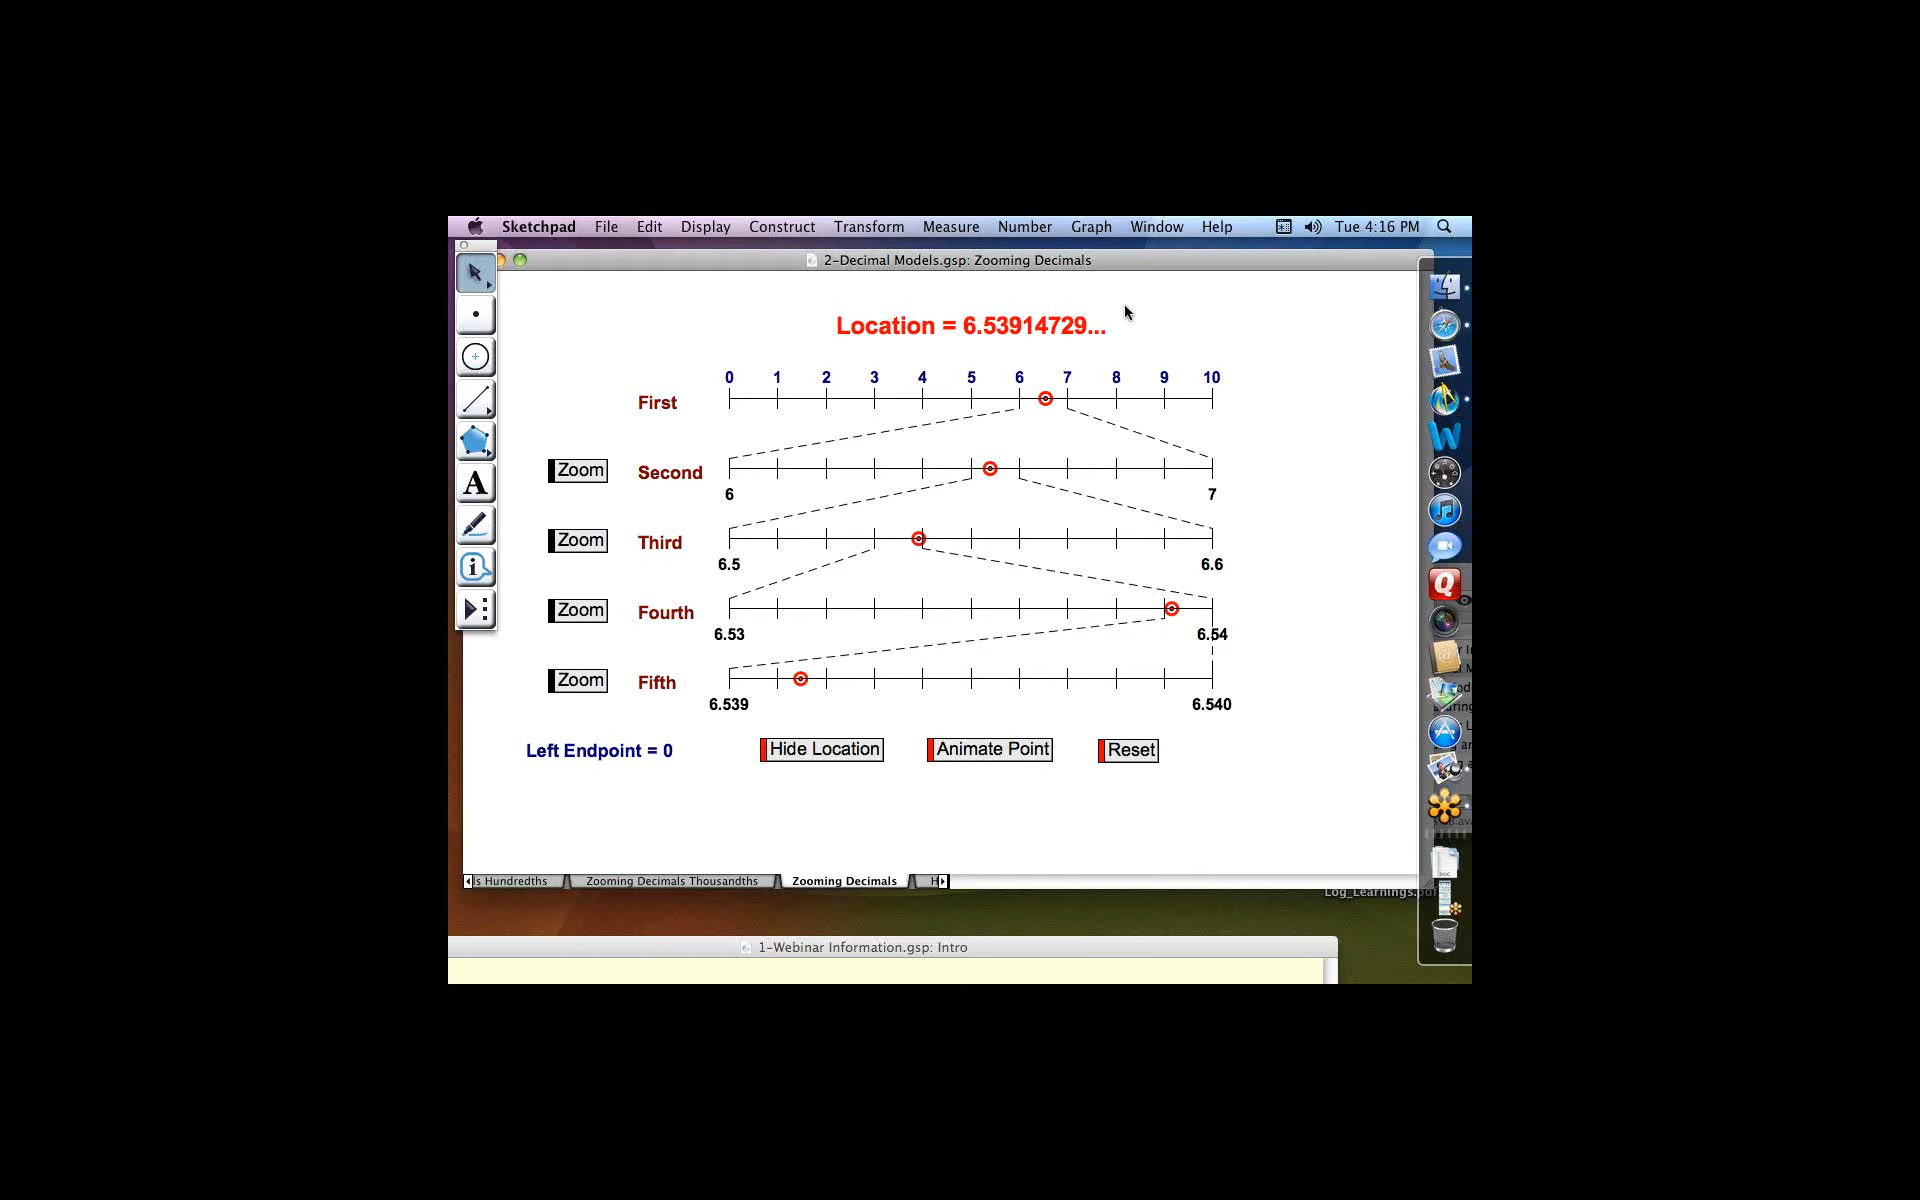 Sketchpad File Edit Display Construct Transform Measure Number Graph Window Help Tue 4:16 PM
2-Decimal Models.gsp: Zooming Decimals
Location = 6.53914729...
0 1 2 3 4 5 6 7 8 9 10
First
Zoom Second
6 7
Zoom Third
6.5 6.6
Zoom Fourth
6.53 6.54
Zoom Fifth
6.539 6.540
Left Endpoint = 0 Hide Location Animate Point Reset
s Hundredths Zooming Decimals Thousandths Zooming Decimals H
Log_Learnings.
1-Webinar Information.gsp: Intro
A